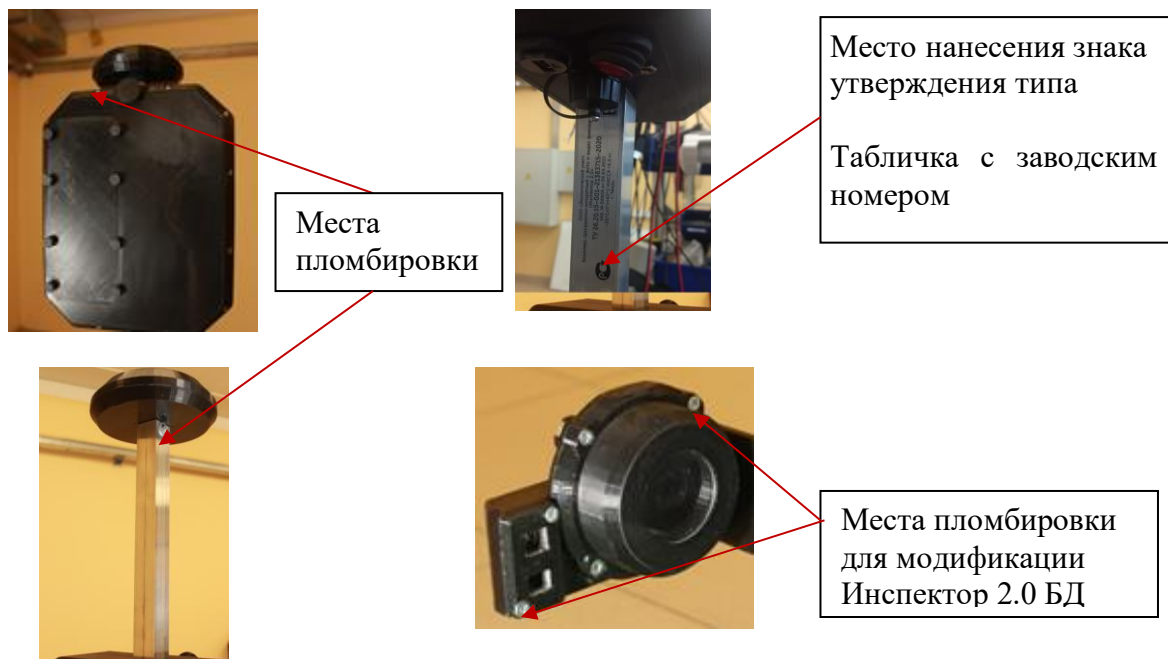 Место нанесения знака
утверждения типа
Табличка с заводским
номером
Места
пломбировки
Места пломбировки
для модификации
Инспектор 2.0 БД